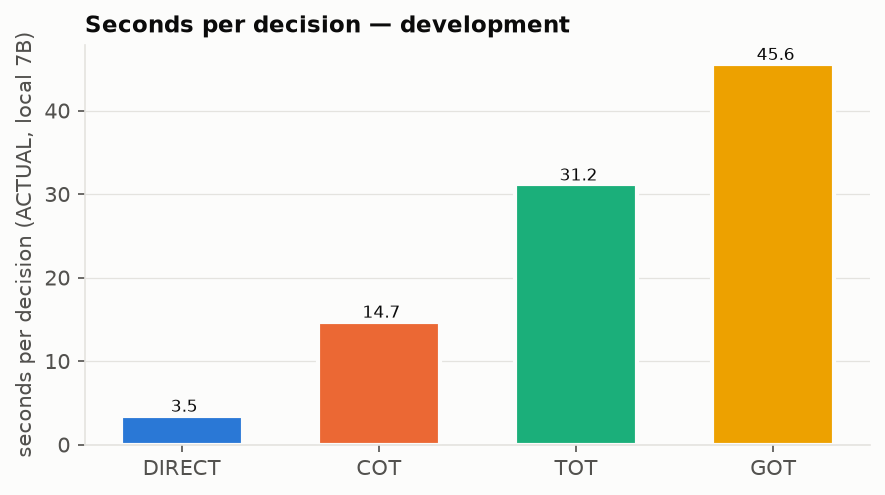 Seconds per decision — development
seconds per decision (ACTUAL, local 7B)
40
30
20
10
0
3.5
14.7
31.2
45.6
DIRECT
COT
TOT
GOT